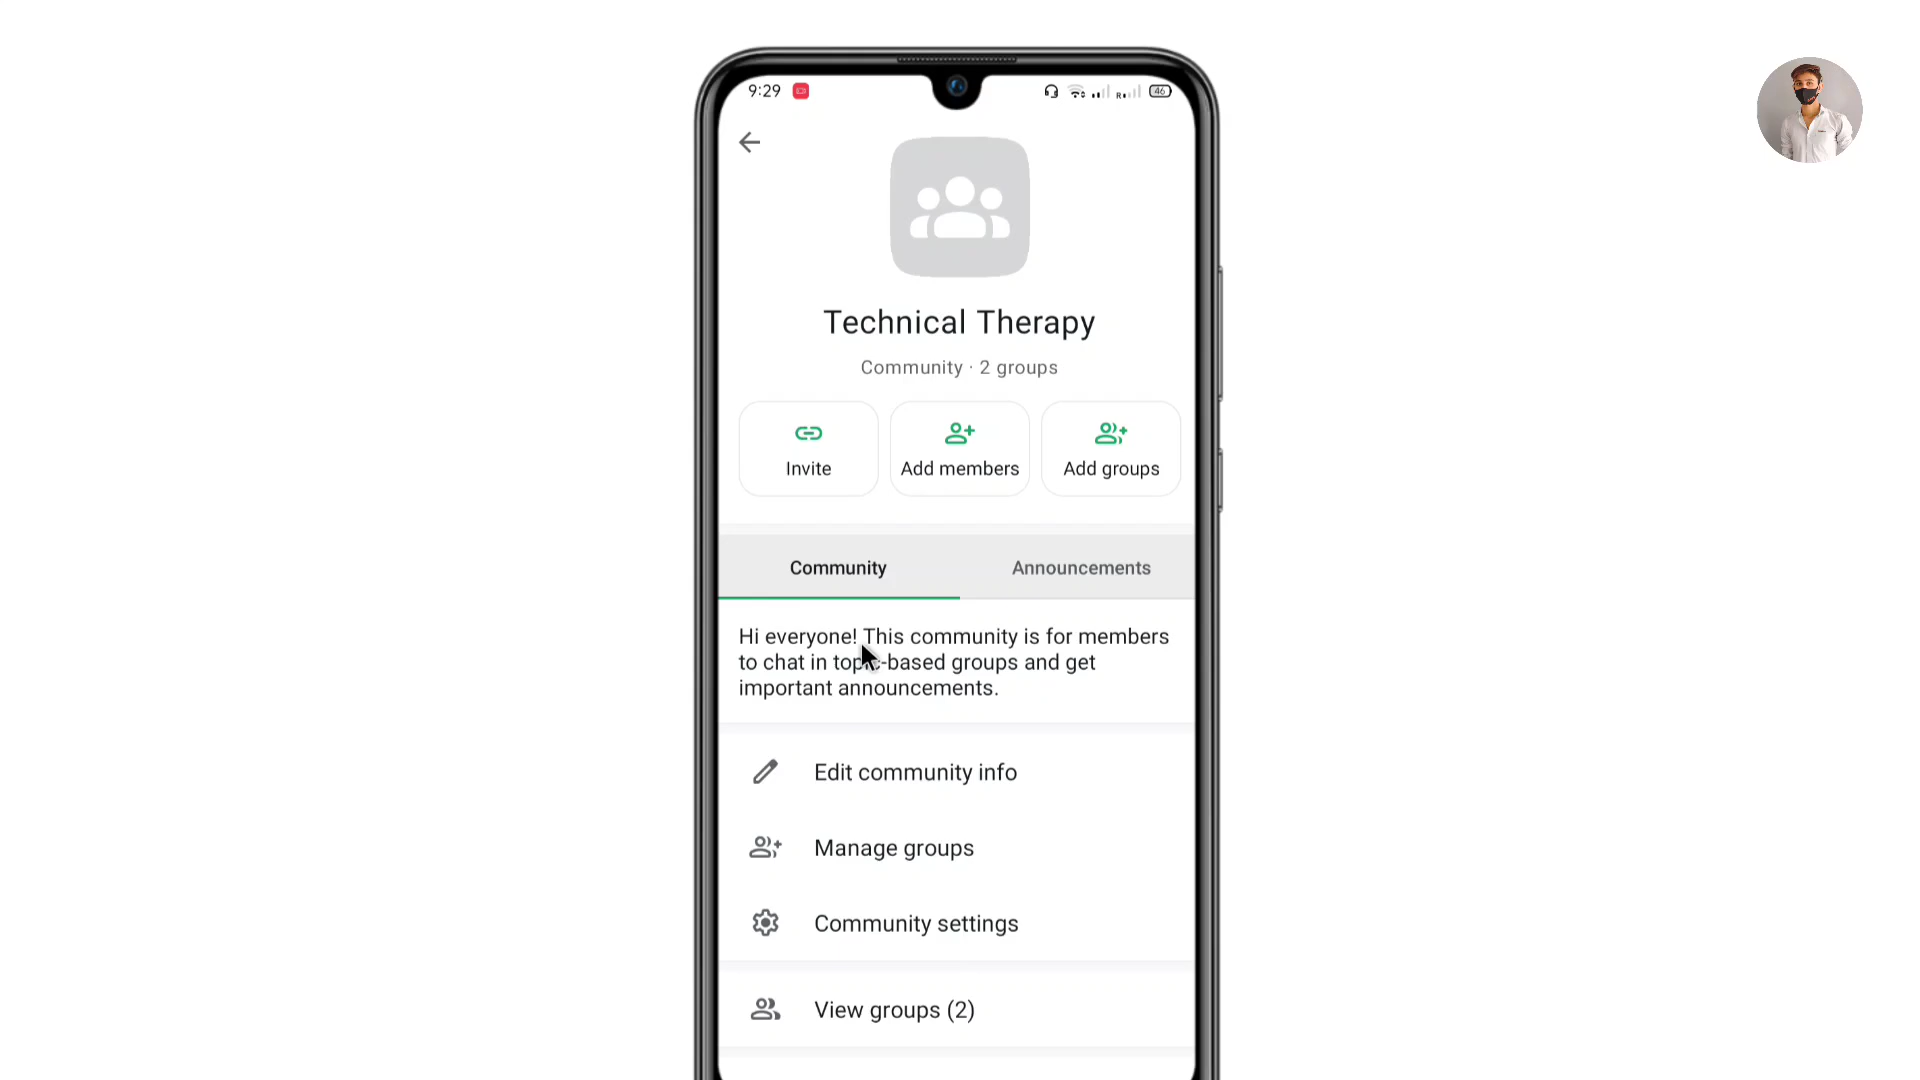 9:29
46
Technical Therapy
Community · 2 groups
Invite
Add members
Add groups
Community
Announcements
Hi everyone! This community is for members
to chat in topic-based groups and get
important announcements.
Edit community info
Manage groups
Community settings
View groups (2)